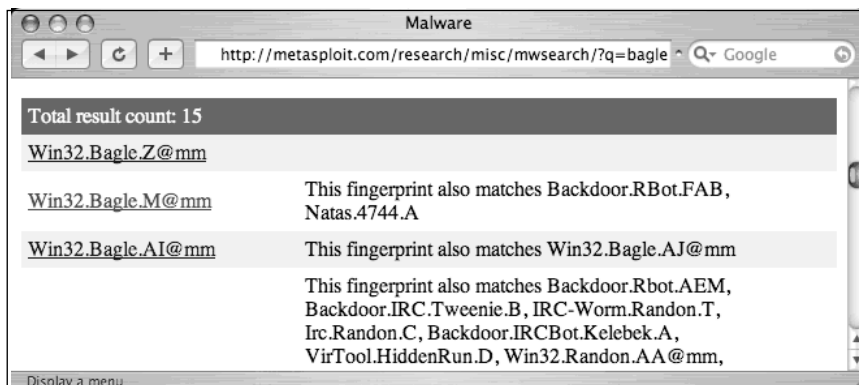 Malware
http://metasploit.com/research/misc/mwsearch/?q=bagle
Google
Total result count: 15
Win32.Bagle.Z@mm
Win32.Bagle.M@mm
This fingerprint also matches Backdoor.RBot.FAB,
Natas.4744.A
Win32.Bagle.AI@mm
This fingerprint also matches Win32.Bagle.AJ@mm
This fingerprint also matches Backdoor.Rbot.AEM,
Backdoor.IRC.Tweenie.B, IRC-Worm.Randon.T,
Irc.Randon.C, Backdoor.IRCBot.Kelebek.A,
VirTool.HiddenRun.D, Win32.Randon.AA@mm,
Display a menu